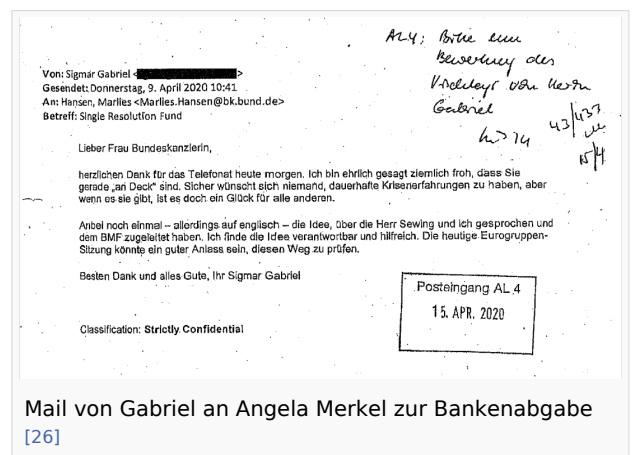 AL4: Bitte eine
Bewertung des
Vorschlags von Herrn
Gabriel
43/433
15/4
Von: Sigmar Gabriel < >
Gesendet: Donnerstag, 9. April 2020 10:41
An: Hansen, Marlies <Marlies.Hansen@bk.bund.de>
Betreff: Single Resolution Fund
Lieber Frau Bundeskanzlerin,
herzlichen Dank für das Telefonat heute morgen. Ich bin ehrlich gesagt ziemlich froh, dass Sie
gerade „an Deck“ sind. Sicher wünscht sich niemand, dauerhafte Krisenerfahrungen zu haben, aber
wenn es sie gibt, ist es doch ein Glück für alle anderen.
Anbei noch einmal – allerdings auf englisch – die Idee, über die Herr Sewing und ich gesprochen und
dem BMF zugeleitet haben. Ich finde die Idee verantwortbar und hilfreich. Die heutige Eurogruppen-
Sitzung könnte ein guter Anlass sein, diesen Weg zu prüfen.
Besten Dank und alles Gute, Ihr Sigmar Gabriel
Posteingang AL 4
15. APR. 2020
Classification: Strictly Confidential
Mail von Gabriel an Angela Merkel zur Bankenabgabe
[26]